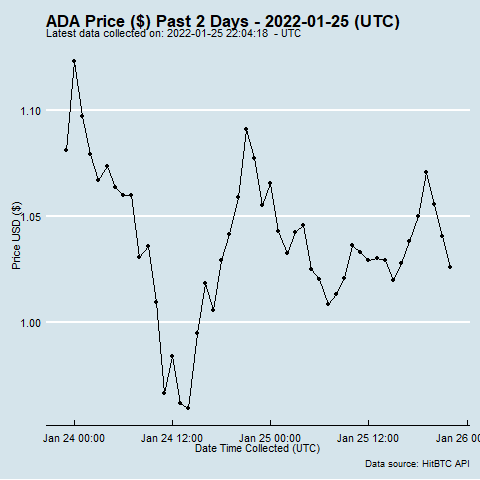 ADA Price ($) Past 2 Days - 2022-01-25 (UTC)
Latest data collected on: 2022-01-25 22:04:18 - UTC
1.10
1.05
1.00
Price USD ($)
Jan 24 00:00 Jan 24 12:00 Jan 25 00:00 Jan 25 12:00 Jan 26 00
Date Time Collected (UTC)
Data source: HitBTC API